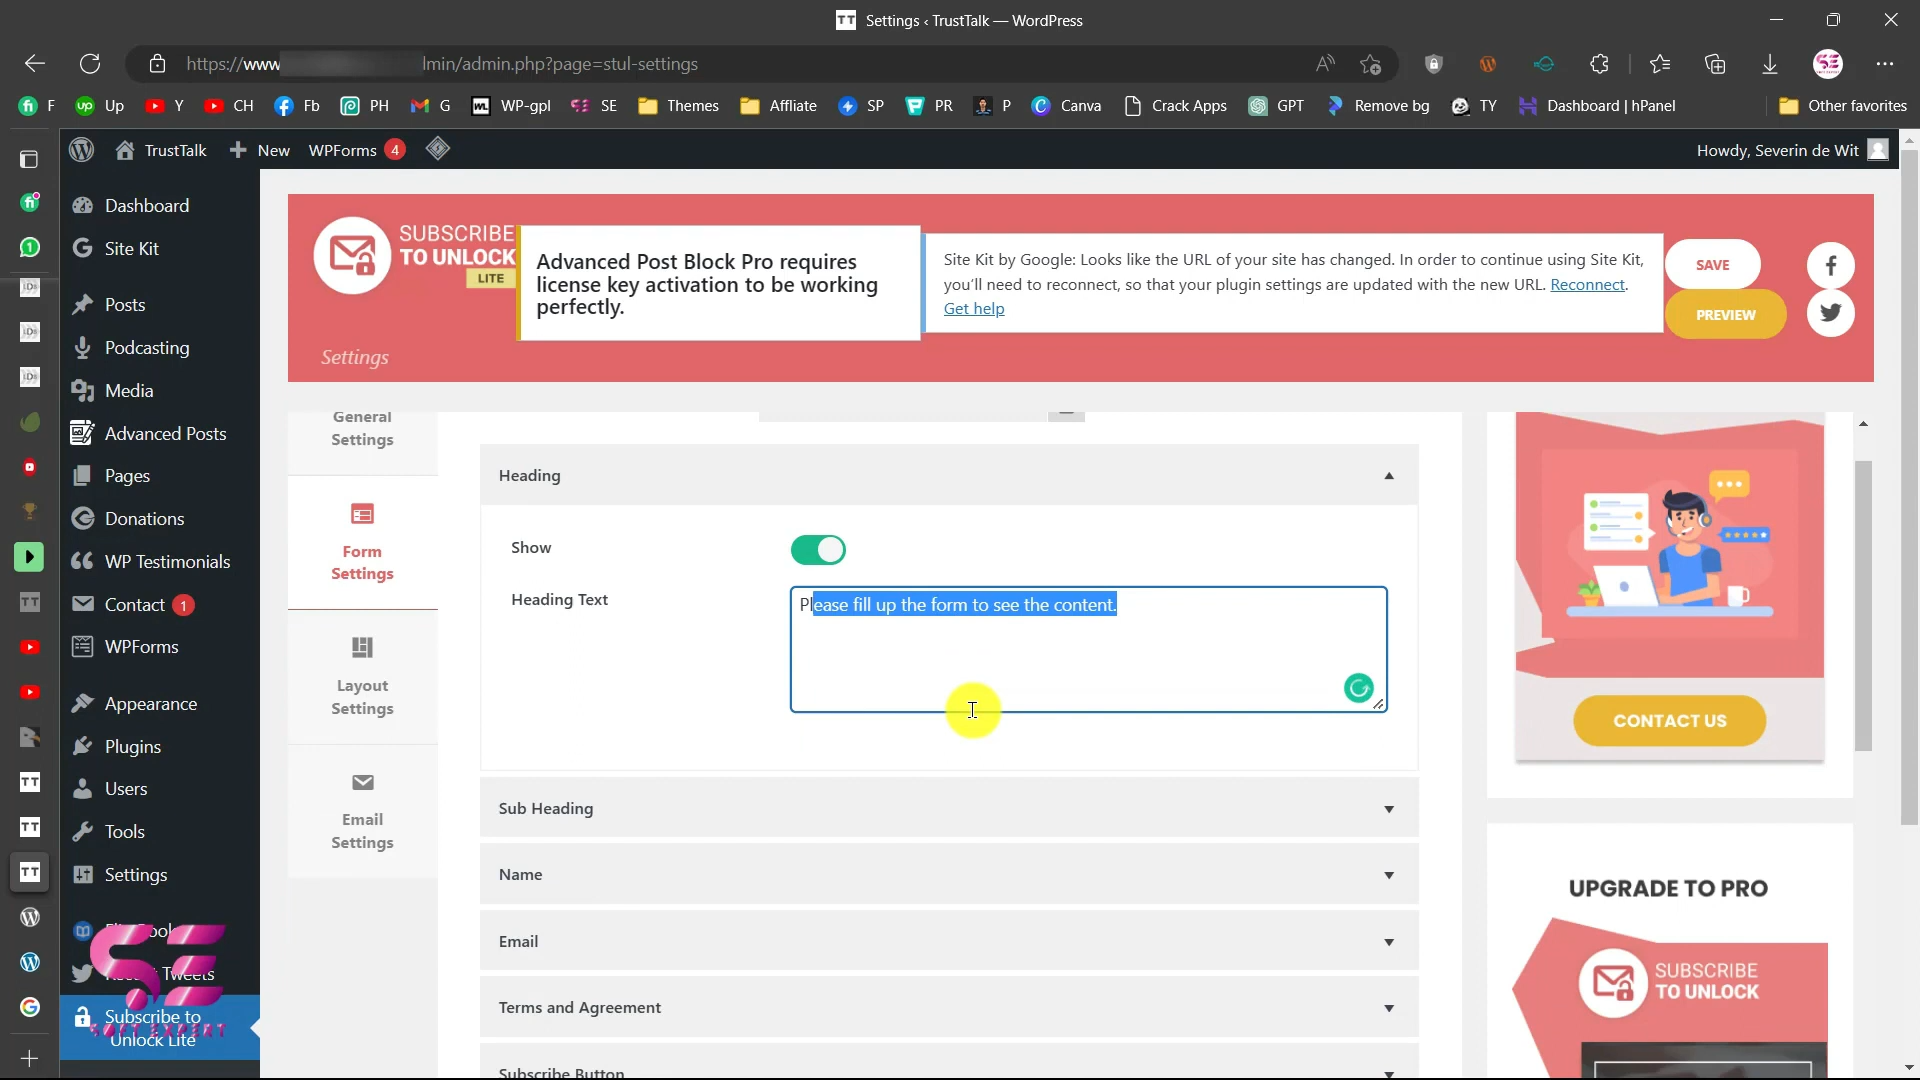 TT Settings ‹ TrustTalk — WordPress
https://www lmin/admin.php?page=stul-settings
F Up Y CH Fb PH G WP-gpl SE Themes Affliate SP PR P Canva Crack Apps GPT Remove bg TY Dashboard | hPanel Other favorites
TrustTalk New WPForms 4
Howdy, Severin de Wit
Dashboard
Site Kit
Posts
Podcasting
Media
Advanced Posts
Pages
Donations
WP Testimonials
Contact 1
WPForms
Appearance
Plugins
Users
Tools
Settings
Tweets
Subscribe to
Unlock Lite
SOFT EXPERT
SUBSCRIBE
TO UNLOCK
LITE
Settings
Advanced Post Block Pro requires
license key activation to be working
perfectly.
Site Kit by Google: Looks like the URL of your site has changed. In order to continue using Site Kit,
you'll need to reconnect, so that your plugin settings are updated with the new URL. Reconnect.
Get help
SAVE
PREVIEW
General
Settings
Form
Settings
Layout
Settings
Email
Settings
Heading
Show
Heading Text
Please fill up the form to see the content.
Sub Heading
Name
Email
Terms and Agreement
Subscribe Button
CONTACT US
UPGRADE TO PRO
SUBSCRIBE
TO UNLOCK